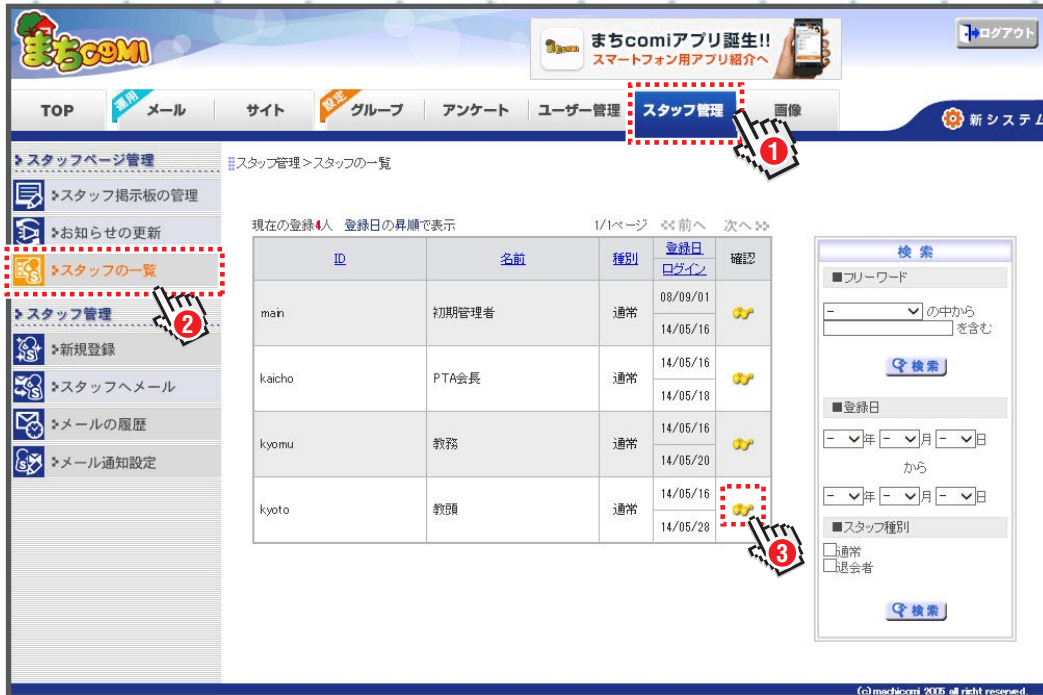 まちcomi
まちcomiアプリ誕生!!
スマートフォン用アプリ紹介へ
ログアウト
TOP
運用
メール
サイト
設定
グループ
アンケート
ユーザー管理
スタッフ管理
画像
新システム
1
スタッフページ管理
スタッフ掲示板の管理
お知らせの更新
スタッフの一覧
2
スタッフ管理
新規登録
スタッフへメール
メールの履歴
メール通知設定
スタッフ管理>スタッフの一覧
現在の登録4人 登録日の昇順で表示 1/1ページ <<前へ 次へ>>
ID 名前 種別 登録日 確認
ログイン
main 初期管理者 通常 08/09/01
14/05/16
kaicho PTA会長 通常 14/05/16
14/05/18
kyomu 教務 通常 14/05/16
14/05/20
kyoto 教頭 通常 14/05/16
14/05/28
3
検索
■フリーワード
- の中から
を含む
検索
■登録日
- 年 - 月 - 日
から
- 年 - 月 - 日
■スタッフ種別
通常
退会者
検索
(c)machicomi 2005 all right reserved.